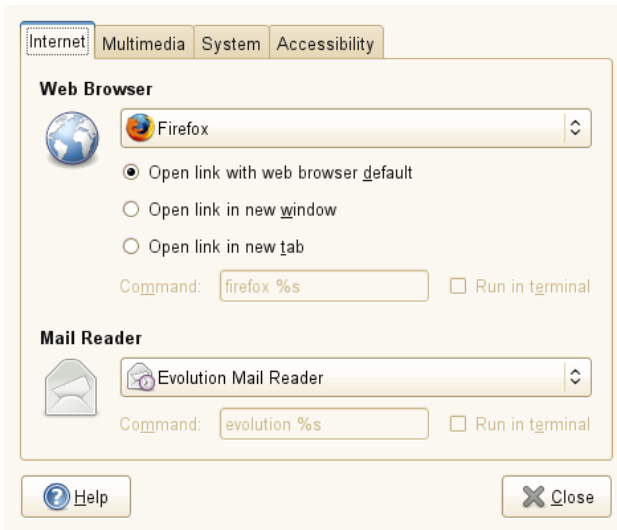 Internet Multimedia System Accessibility
Web Browser
Firefox
Open link with web browser default
Open link in new window
Open link in new tab
Command: firefox %s Run in terminal
Mail Reader
Evolution Mail Reader
Command: evolution %s Run in terminal
Help Close